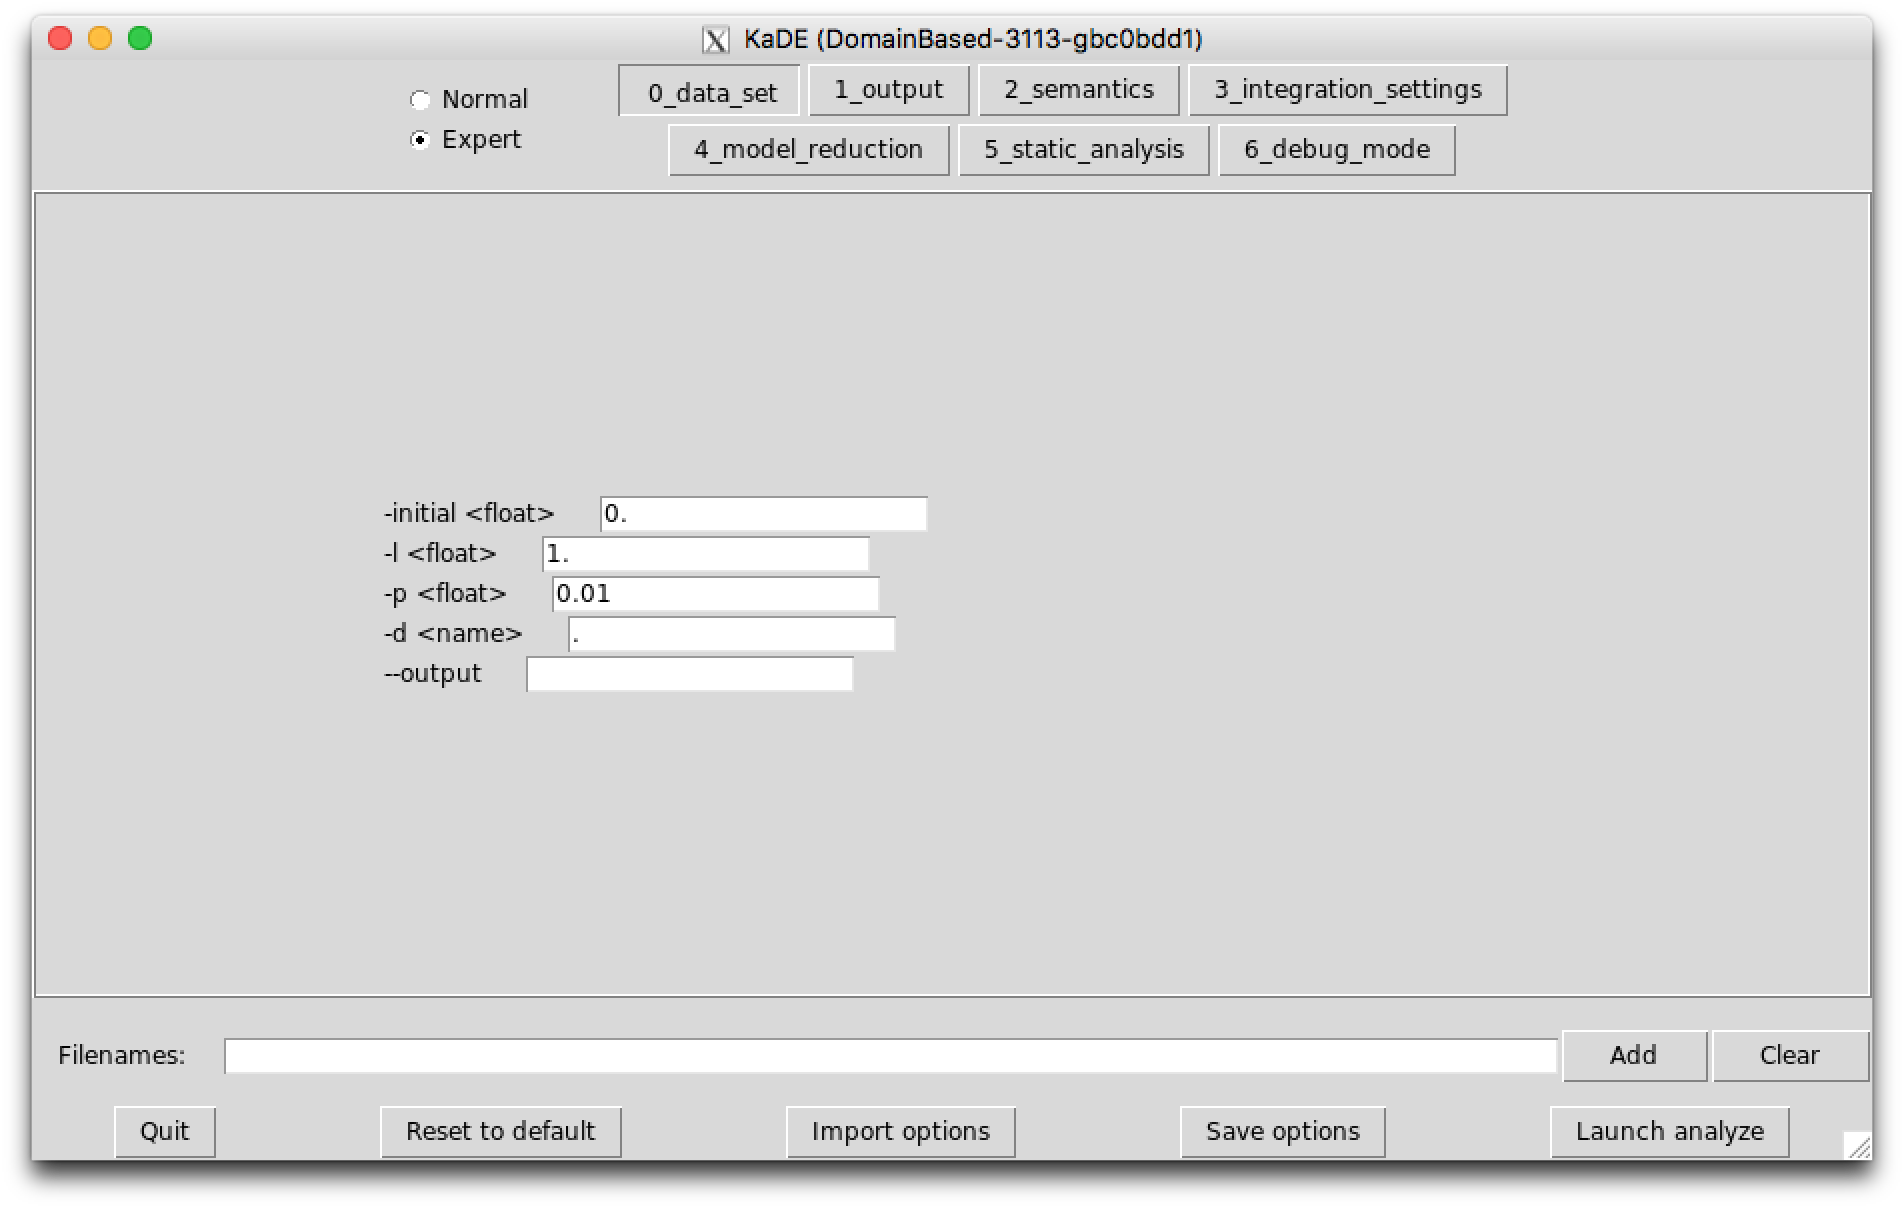 KaDE (DomainBased-3113-gbc0bdd1)
Normal
Expert
0_data_set 1_output 2_semantics 3_integration_settings
4_model_reduction 5_static_analysis 6_debug_mode
-initial <float> 0.
-l <float> 1.
-p <float> 0.01
-d <name> .
--output
Filenames: Add Clear
Quit Reset to default Import options Save options Launch analyze